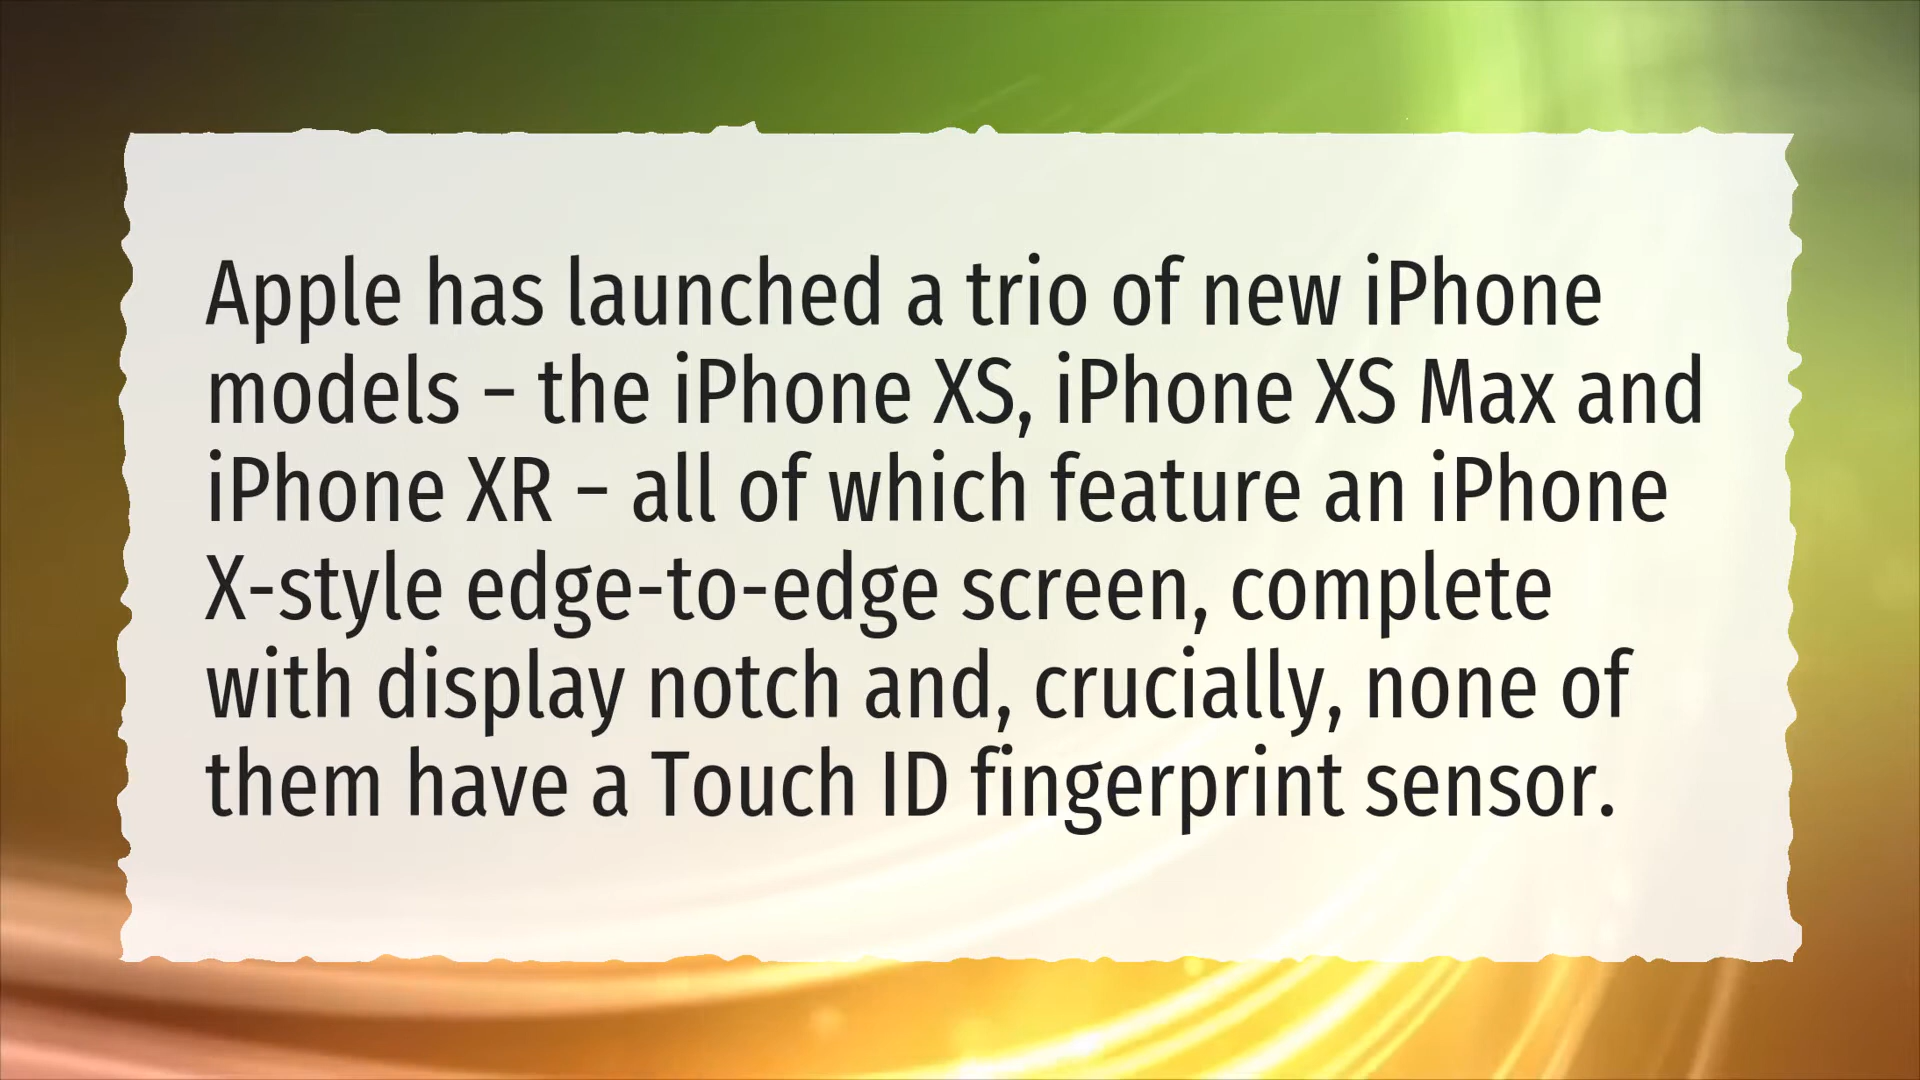 Apple has launched a trio of new iPhone
models – the iPhone XS, iPhone XS Max and
iPhone XR – all of which feature an iPhone
X-style edge-to-edge screen, complete
with display notch and, crucially, none of
them have a Touch ID fingerprint sensor.